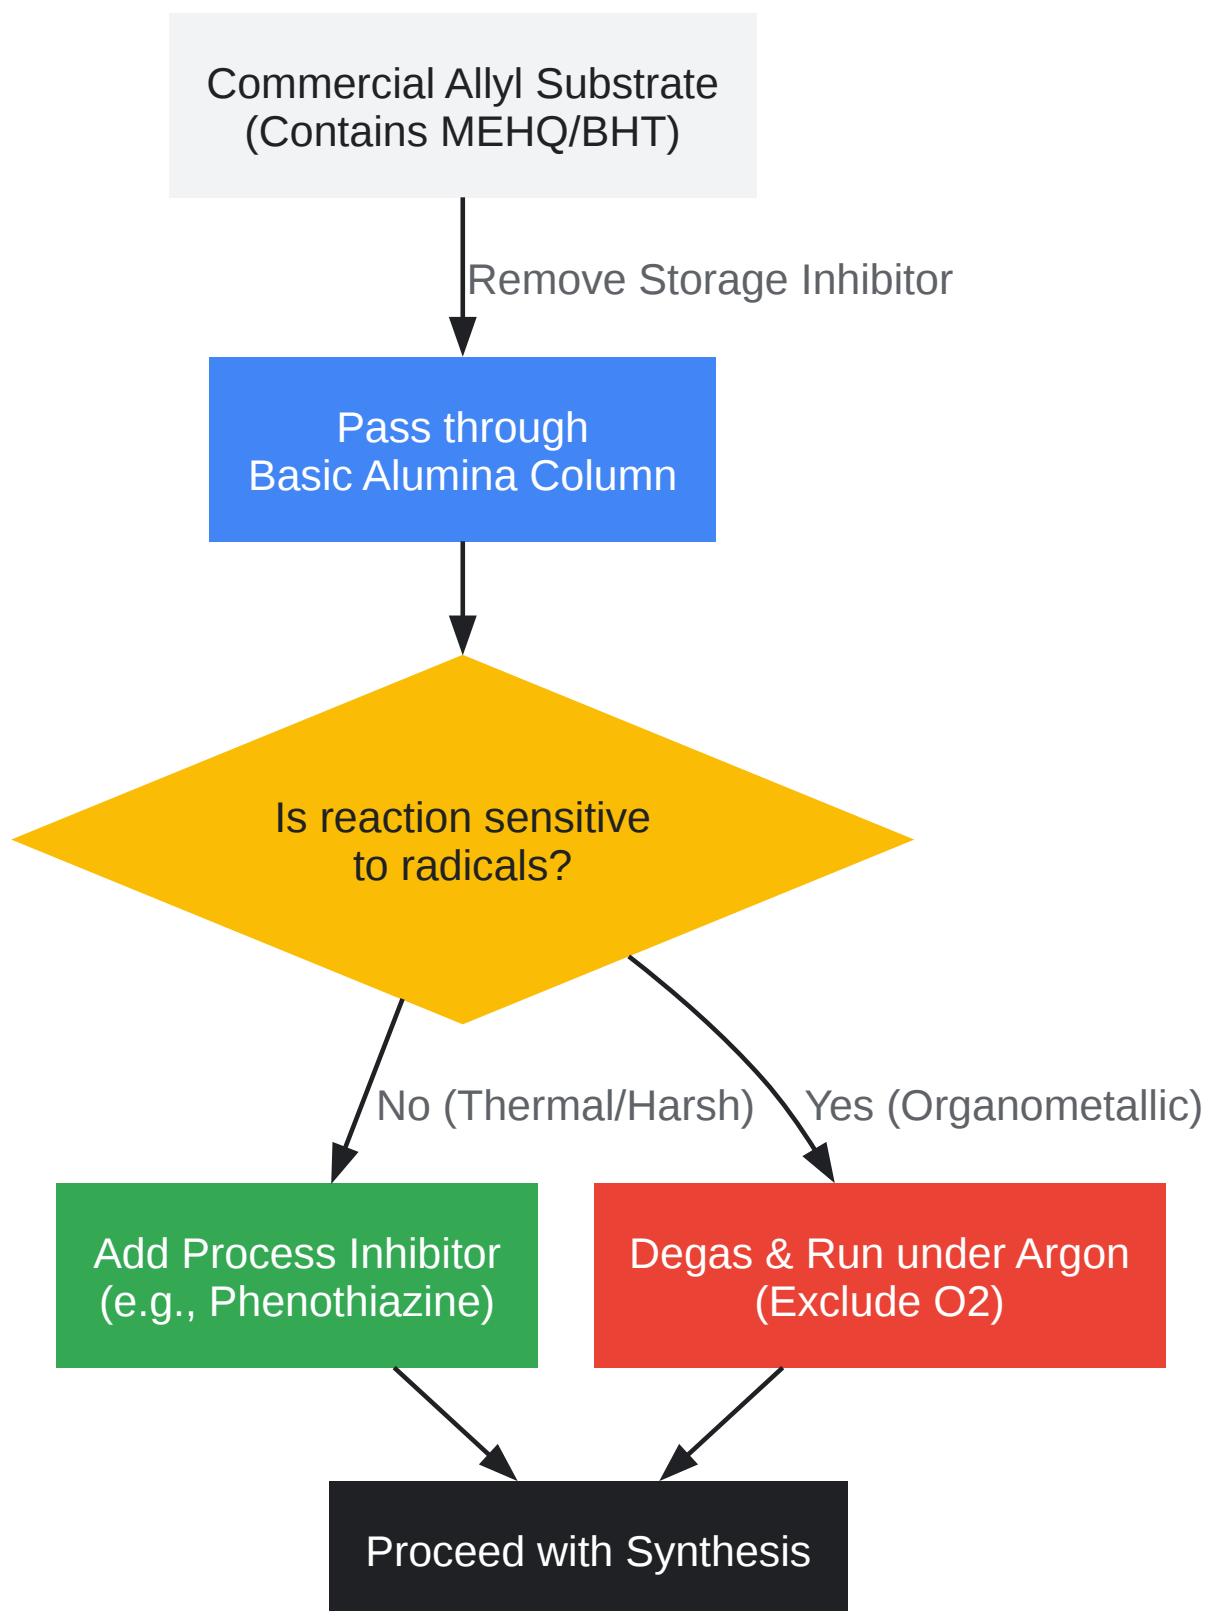 Commercial Allyl Substrate
(Contains MEHQ/BHT)
Remove Storage Inhibitor
Pass through
Basic Alumina Column
Is reaction sensitive
to radicals?
No (Thermal/Harsh)
Yes (Organometallic)
Add Process Inhibitor
(e.g., Phenothiazine)
Degas & Run under Argon
(Exclude O2)
Proceed with Synthesis